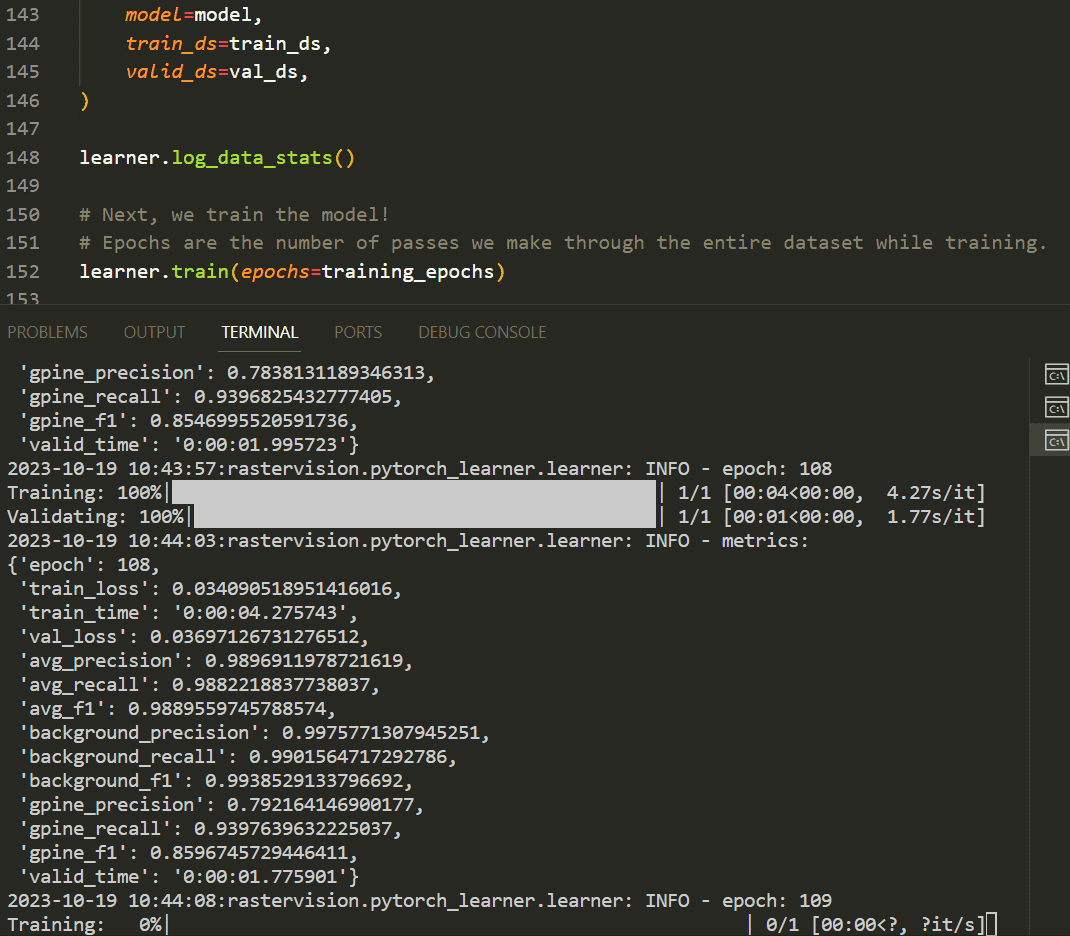 143 model=model,
144 train_ds=train_ds,
145 valid_ds=val_ds,
146 )
147
148 learner.log_data_stats()
149
150 # Next, we train the model!
151 # Epochs are the number of passes we make through the entire dataset while training.
152 learner.train(epochs=training_epochs)
153
PROBLEMS OUTPUT TERMINAL PORTS DEBUG CONSOLE
'gpine_precision': 0.7838131189346313,
'gpine_recall': 0.9396825432777405,
'gpine_f1': 0.8546995520591736,
'valid_time': '0:00:01.995723'}
2023-10-19 10:43:57:rastervision.pytorch_learner.learner: INFO - epoch: 108
Training: 100%| | 1/1 [00:04<00:00, 4.27s/it]
Validating: 100%| | 1/1 [00:01<00:00, 1.77s/it]
2023-10-19 10:44:03:rastervision.pytorch_learner.learner: INFO - metrics:
{'epoch': 108,
'train_loss': 0.034090518951416016,
'train_time': '0:00:04.275743',
'val_loss': 0.03697126731276512,
'avg_precision': 0.9896911978721619,
'avg_recall': 0.9882218837738037,
'avg_f1': 0.9889559745788574,
'background_precision': 0.9975771307945251,
'background_recall': 0.9901564717292786,
'background_f1': 0.9938529133796692,
'gpine_precision': 0.792164146900177,
'gpine_recall': 0.9397639632225037,
'gpine_f1': 0.8596745729446411,
'valid_time': '0:00:01.775901'}
2023-10-19 10:44:08:rastervision.pytorch_learner.learner: INFO - epoch: 109
Training: 0%| | 0/1 [00:00<?, ?it/s]